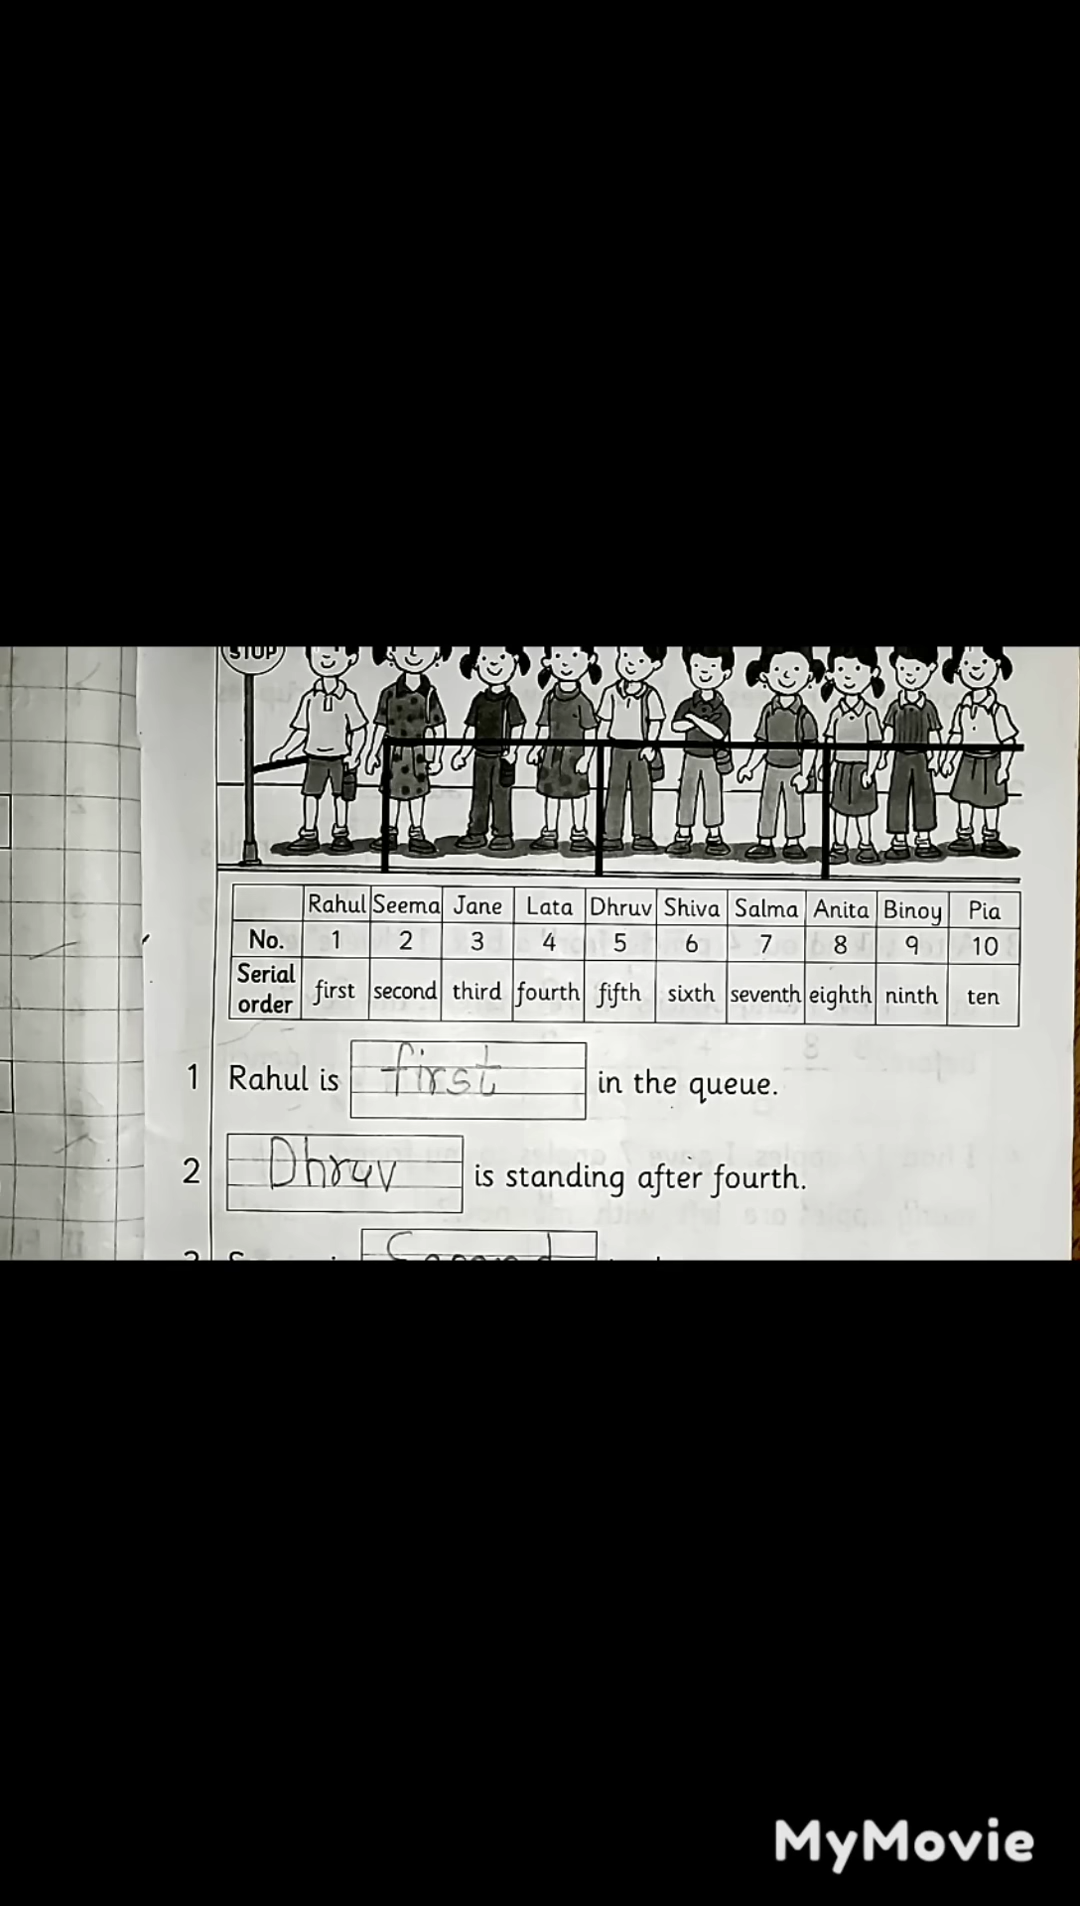 STOP
Rahul Seema Jane Lata Dhruv Shiva Salma Anita Binoy Pia
No. 1 2 3 4 5 6 7 8 9 10
Serial order first second third fourth fifth sixth seventh eighth ninth ten
1 Rahul is first in the queue.
2 Dhruv is standing after fourth.
MyMovie